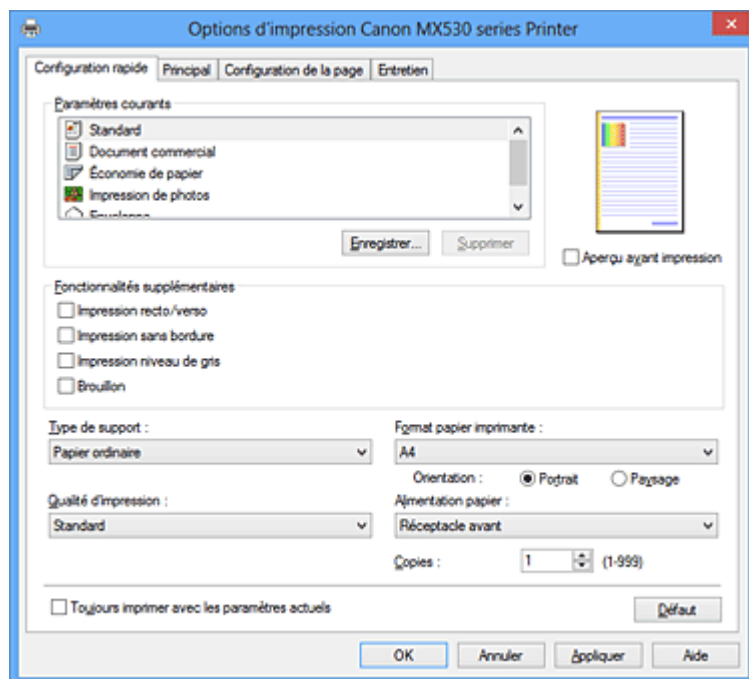 Options d'impression Canon MX530 series Printer
Configuration rapide Principal Configuration de la page Entretien
Paramètres courants
Standard
Document commercial
Économie de papier
Impression de photos
Enregistrer... Supprimer
Aperçu avant impression
Fonctionnalités supplémentaires
Impression recto/verso
Impression sans bordure
Impression niveau de gris
Brouillon
Type de support : Format papier imprimante :
Papier ordinaire A4
Orientation : Portrait Paysage
Qualité d'impression : Alimentation papier :
Standard Réceptacle avant
Copies : 1 (1-999)
Toujours imprimer avec les paramètres actuels Défaut
OK Annuler Appliquer Aide